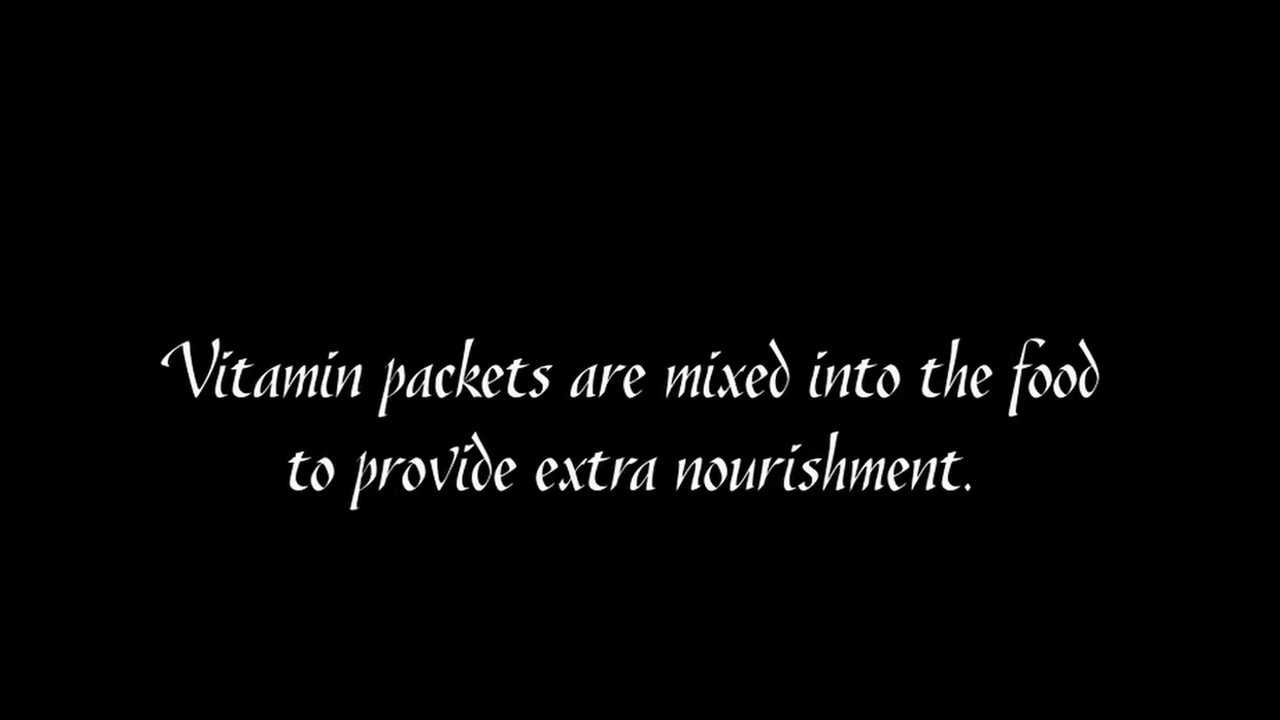 Vitamin packets are mixed into the food
to provide extra nourishment.